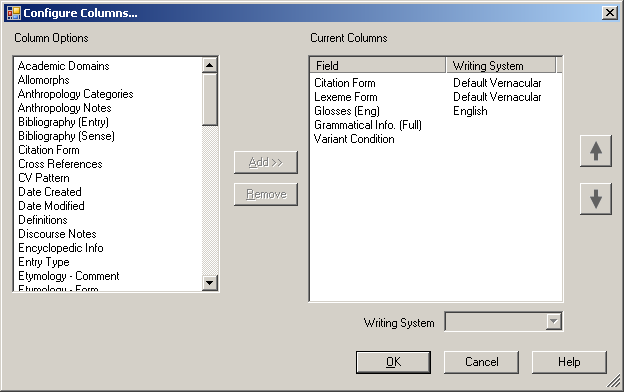 Configure Columns...
Column Options
Academic Domains
Allomorphs
Anthropology Categories
Anthropology Notes
Bibliography (Entry)
Bibliography (Sense)
Citation Form
Cross References
CV Pattern
Date Created
Date Modified
Definitions
Discourse Notes
Encyclopedic Info
Entry Type
Etymology - Comment
Etymology - Form
Add >>
Remove
Current Columns
Field Writing System
Citation Form Default Vernacular
Lexeme Form Default Vernacular
Glosses (Eng) English
Grammatical Info. (Full)
Variant Condition
Writing System
OK Cancel Help